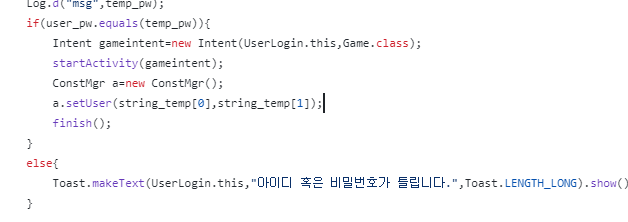 Log.d("msg",temp_pw);
if(user_pw.equals(temp_pw)){
Intent gameintent=new Intent(UserLogin.this,Game.class);
startActivity(gameintent);
ConstMgr a=new ConstMgr();
a.setUser(string_temp[0],string_temp[1]);
finish();
}
else{
Toast.makeText(UserLogin.this,"아이디 혹은 비밀번호가 틀립니다.",Toast.LENGTH_LONG).show()
}